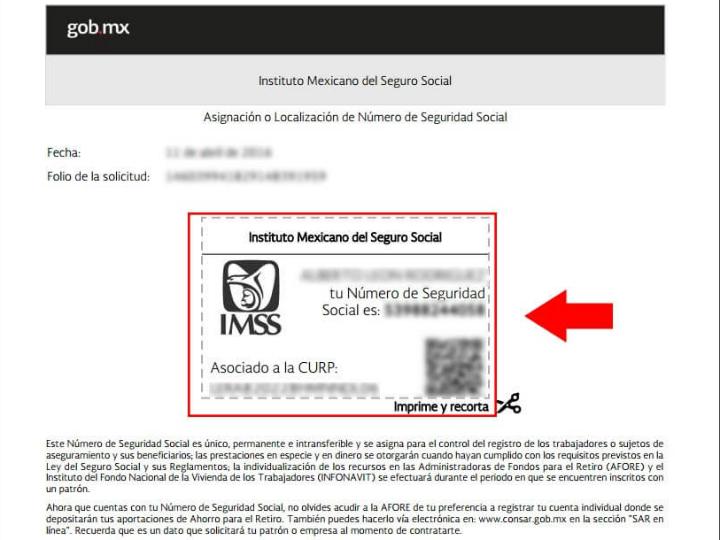 gob.mx
Instituto Mexicano del Seguro Social
Asignación o Localización de Número de Seguridad Social
Fecha:
Folio de la solicitud:
Instituto Mexicano del Seguro Social
tu Número de Seguridad
Social es:
IMSS
Asociado a la CURP:
Imprime y recorta
Este Número de Seguridad Social es único, permanente e intransferible y se asigna para el control del registro de los trabajadores o sujetos de
aseguramiento y sus beneficiarios; las prestaciones en especie y en dinero se otorgarán cuando hayan cumplido con los requisitos previstos en la
Ley del Seguro Social y sus Reglamentos; la individualización de los recursos en las Administradoras de Fondos para el Retiro (AFORE) y el
Instituto del Fondo Nacional de la Vivienda de los Trabajadores (INFONAVIT) se efectuará durante el periodo en que se encuentren inscritos con
un patrón.
Ahora que cuentas con tu Número de Seguridad Social, no olvides acudir a la AFORE de tu preferencia a registrar tu cuenta individual donde se
depositarán tus aportaciones de Ahorro para el Retiro. También puedes hacerlo vía electrónica en: www.consar.gob.mx en la sección "SAR en
línea". Recuerda que es un dato que solicitará tu patrón o empresa al momento de contratarte.